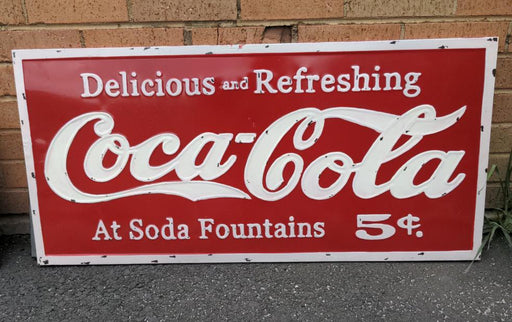 Delicious and Refreshing
Coca-Cola
At Soda Fountains 5¢.